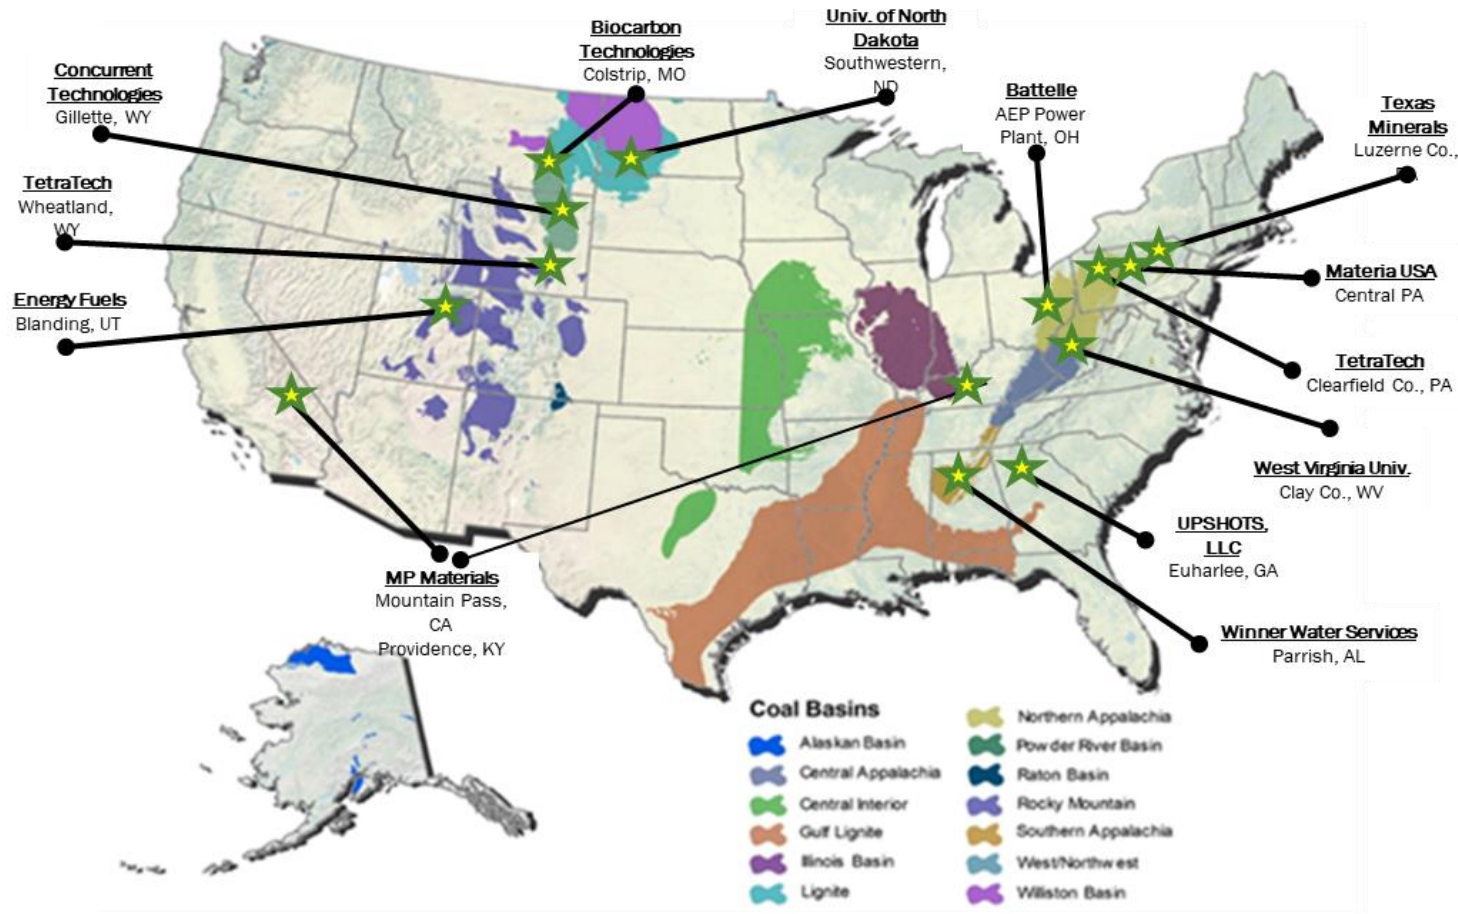 Biocarbon
Technologies
Colstrip, MO
Univ. of North
Dakota
Southwestern,
ND
Concurrent
Technologies
Gillette, WY
Battelle
AEP Power
Plant, OH
Texas
Minerals
Luzerne Co.,
TetraTech
Wheatland,
WY
Energy Fuels
Blanding, UT
Materia USA
Central PA
TetraTech
Clearfield Co., PA
West Virginia Univ.
Clay Co., WV
UPSHOTS,
LLC
Euharlee, GA
MP Materials
Mountain Pass,
CA
Providence, KY
Winner Water Services
Parrish, AL
Coal Basins
Alaskan Basin
Central Appalachia
Central Interior
Gulf Lignite
Illinois Basin
Lignite
Northern Appalachia
Powder River Basin
Raton Basin
Rocky Mountain
Southern Appalachia
West/Northwest
Williston Basin